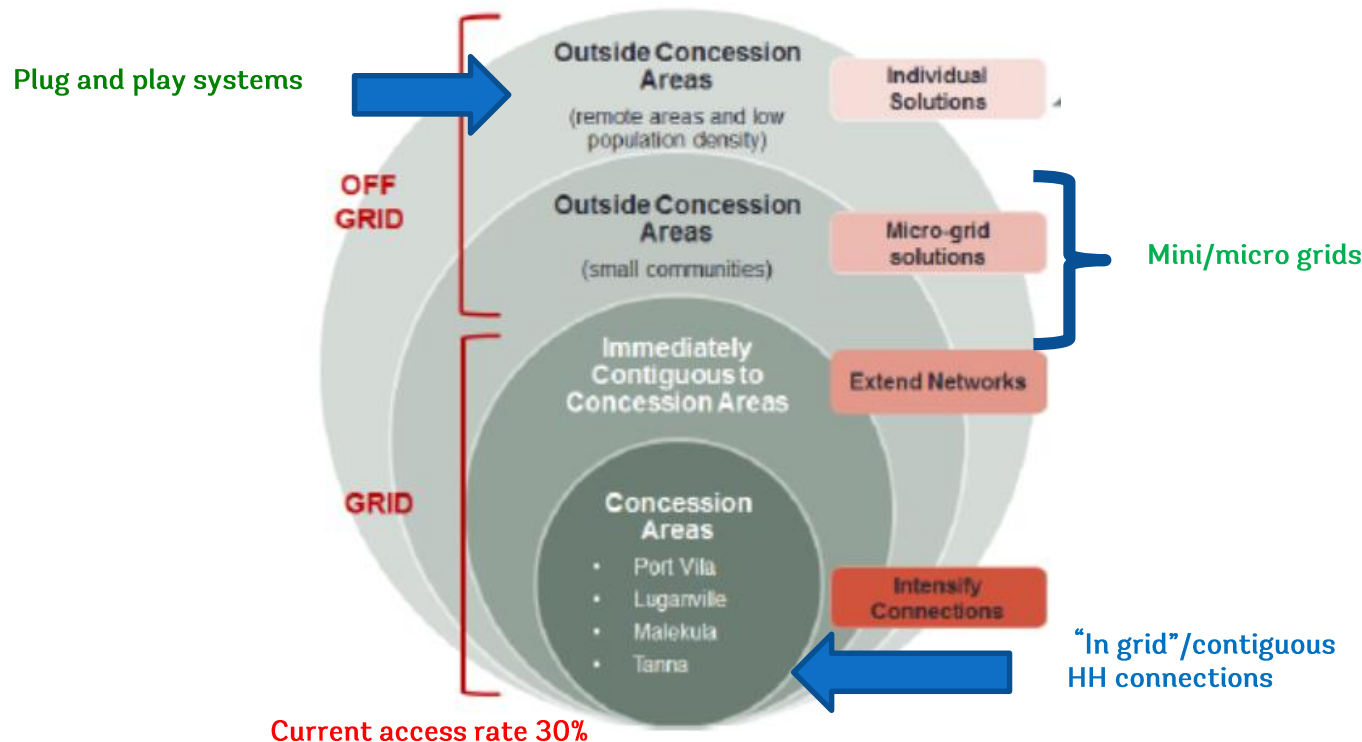 Plug and play systems
Outside Concession
Areas
(remote areas and low
population density)
Individual
Solutions
OFF
GRID
Outside Concession
Areas
(small communities)
Micro-grid
solutions
Mini/micro grids
Immediately
Contiguous to
Concession Areas
Extend Networks
GRID
Concession
Areas
• Port Vila
• Luganville
• Malekula
• Tanna
Intensify
Connections
“In grid”/contiguous
HH connections
Current access rate 30%